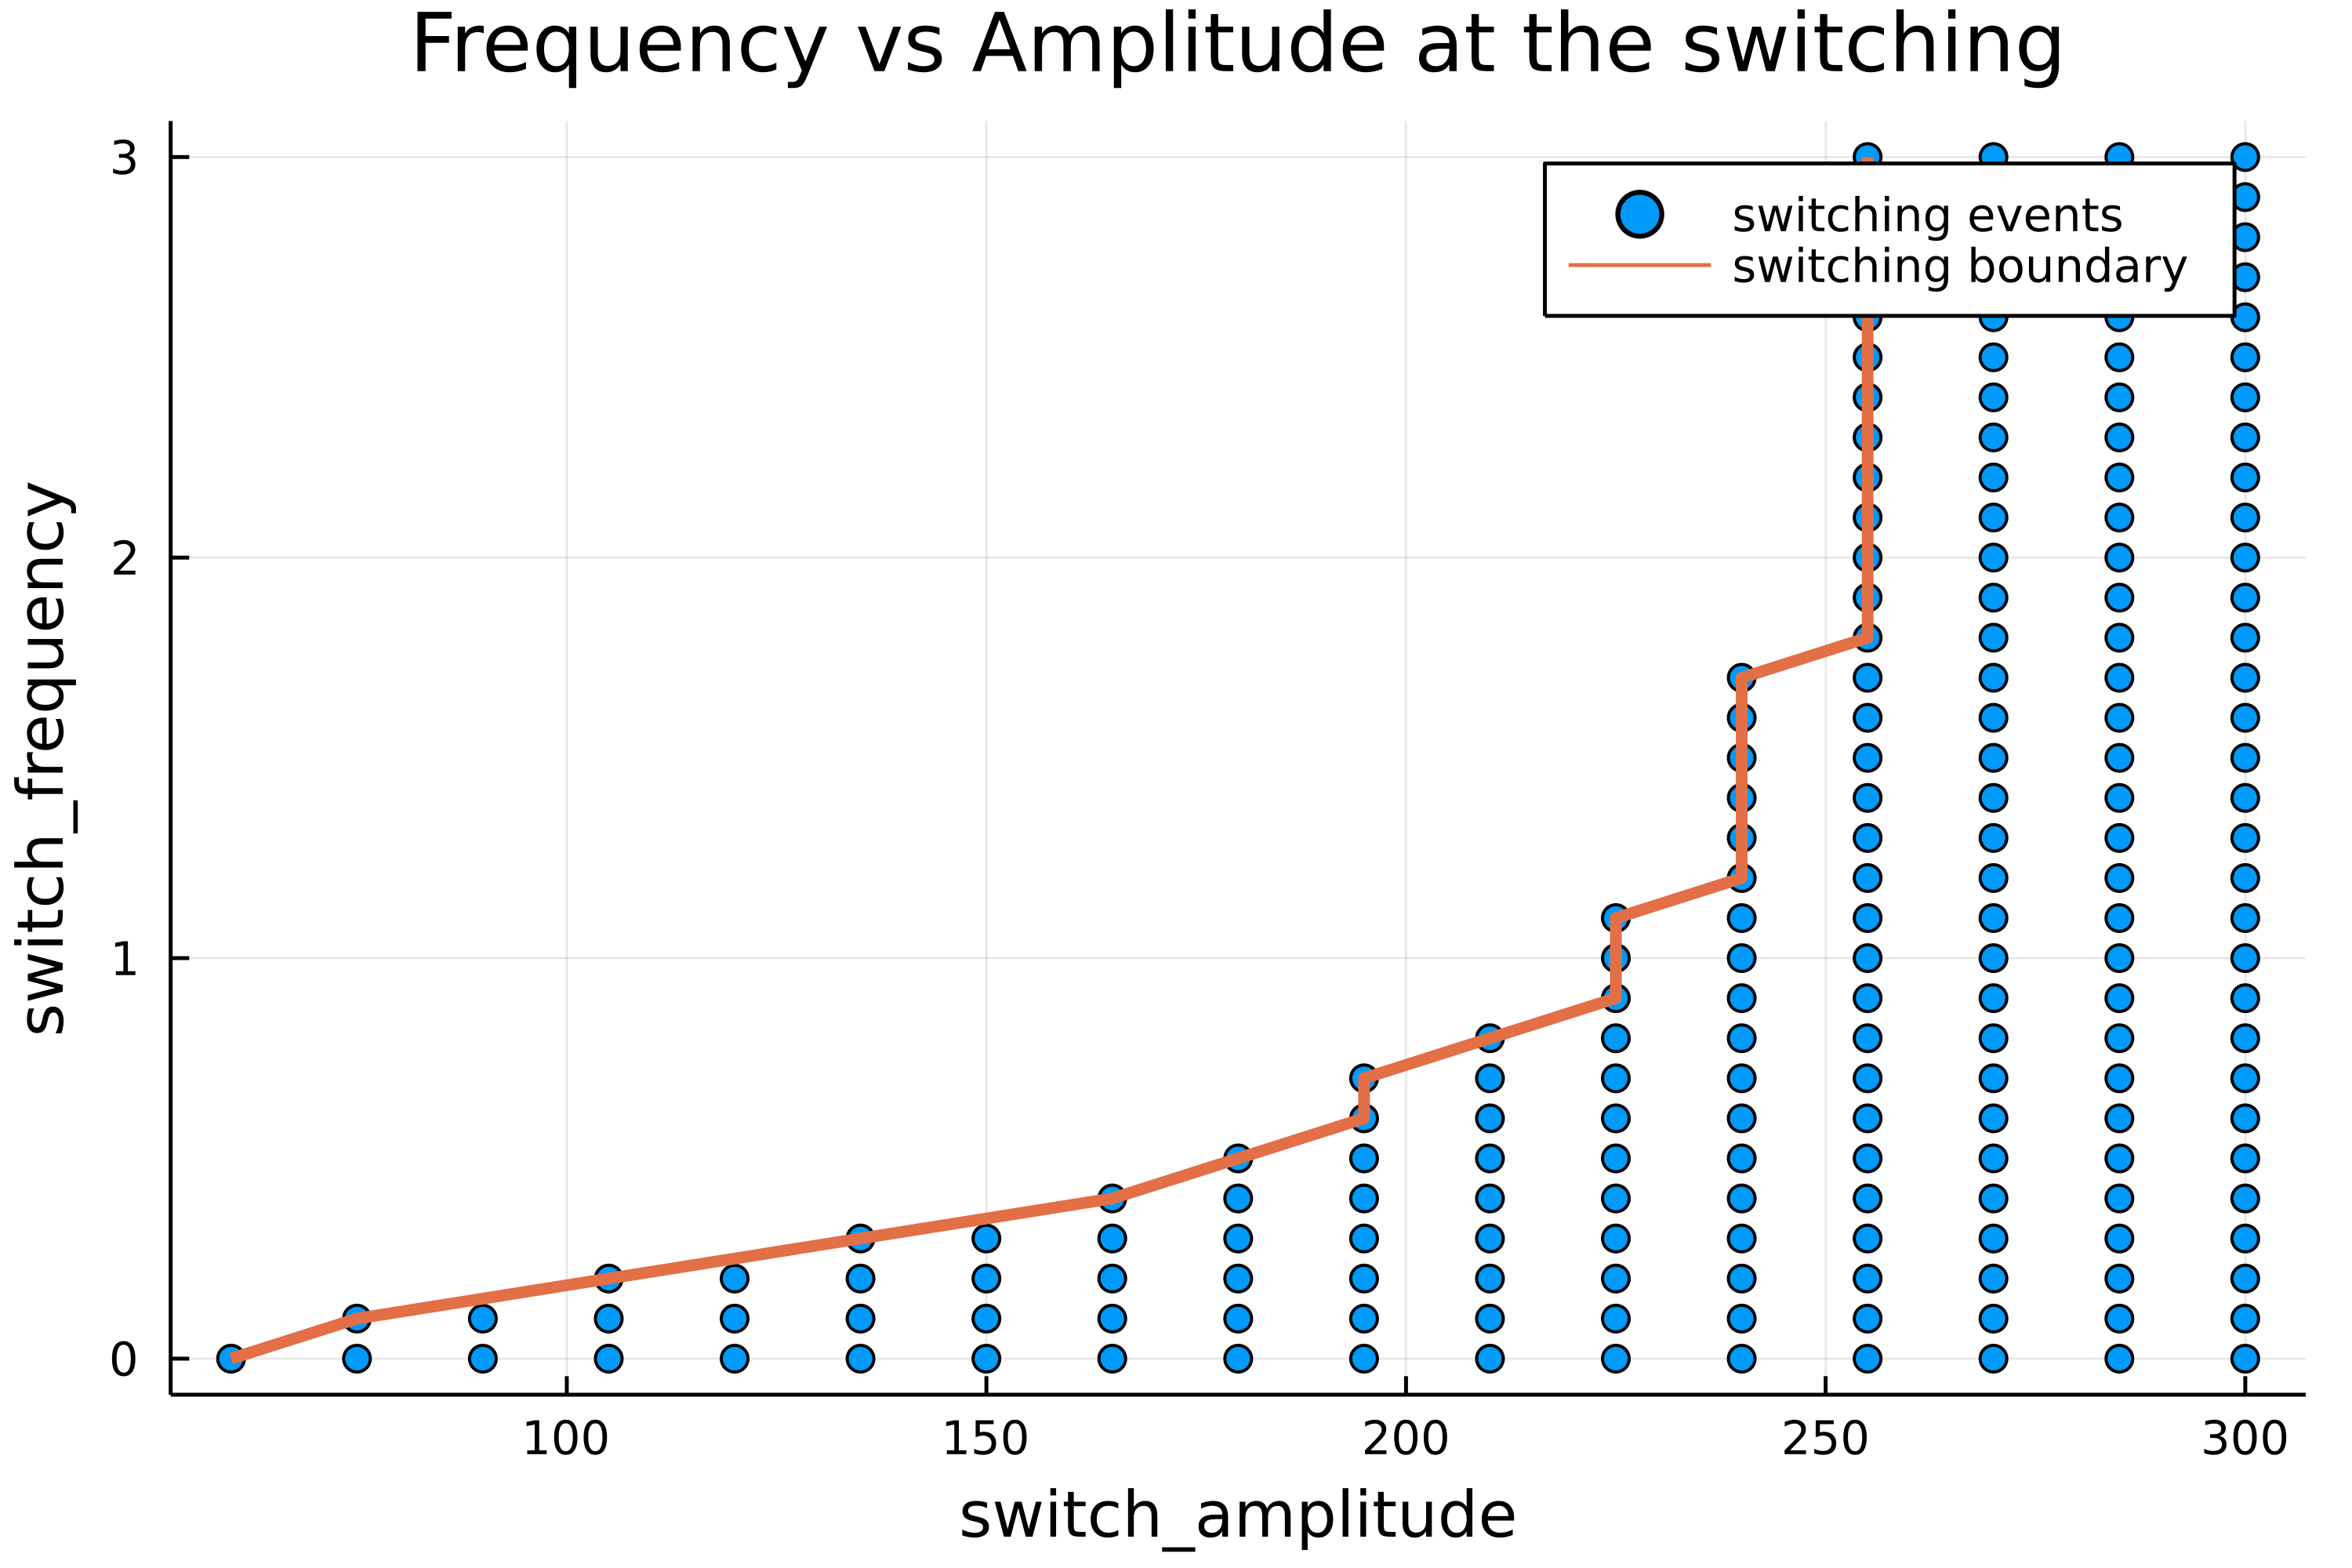 Frequency vs Amplitude at the switching
switching events
switching boundary
switch_frequency
3
2
1
0
100 150 200 250 300
switch_amplitude